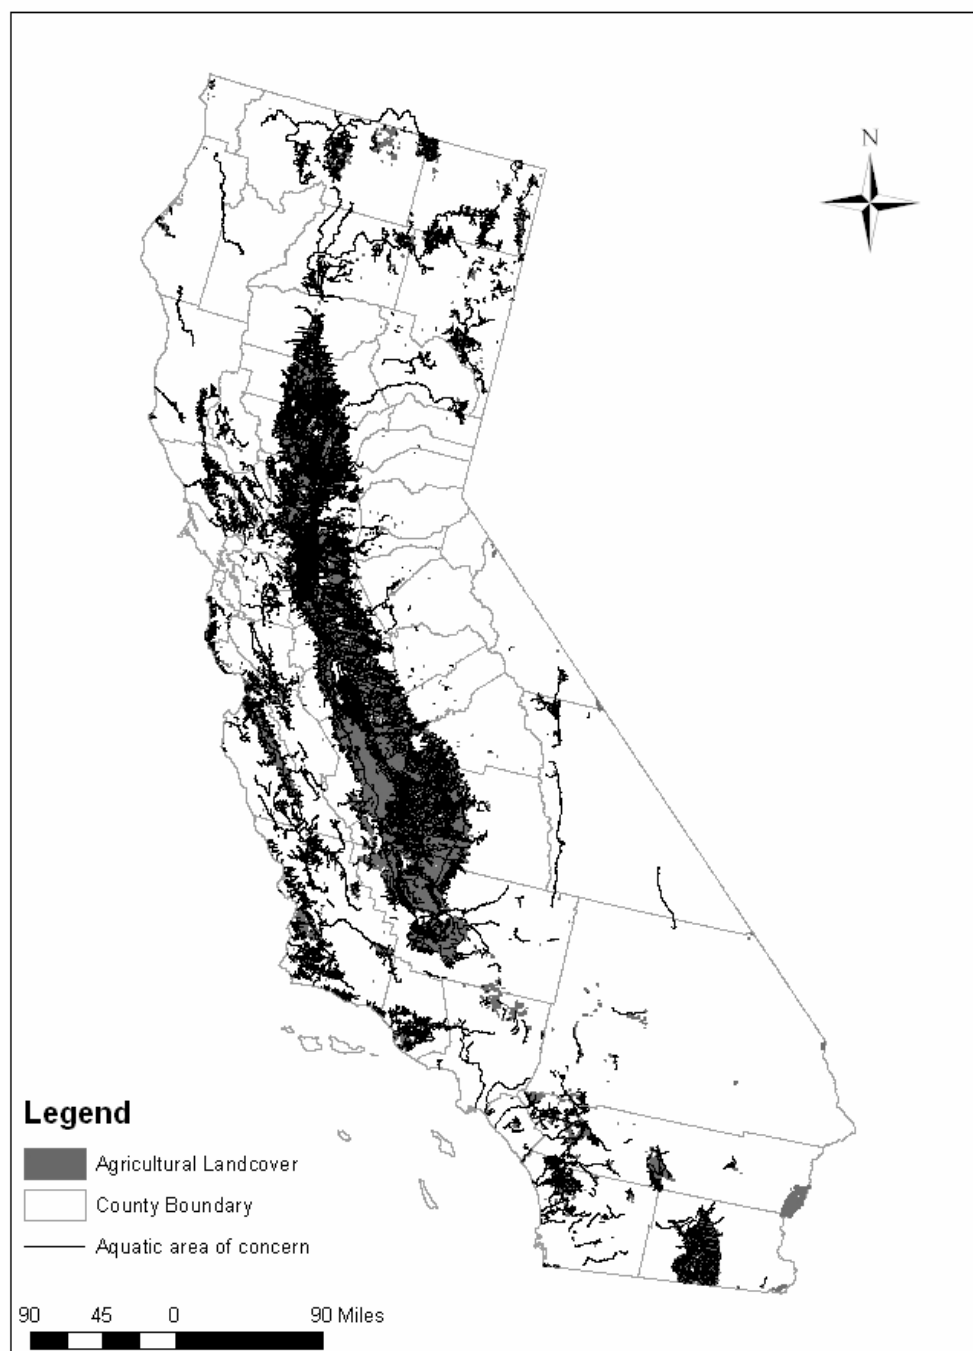 N
Legend
Agricultural Landcover
County Boundary
Aquatic area of concern
90 45 0 90 Miles